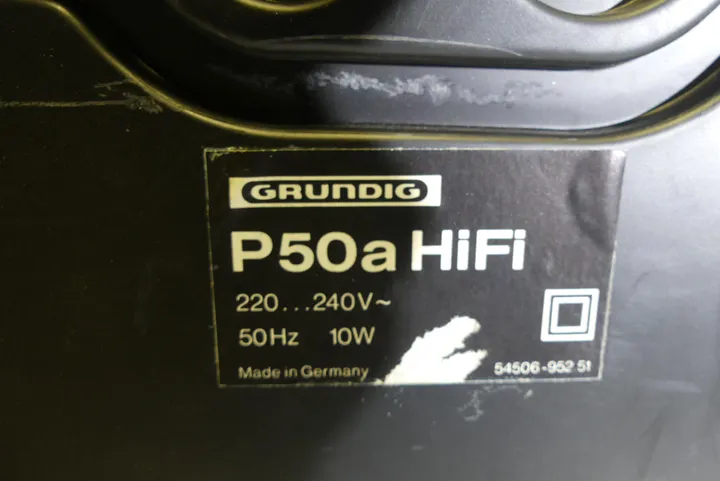 GRUNDIG
P50a HiFi
220...240V~
50Hz 10W
Made in Germany 54506-952 51